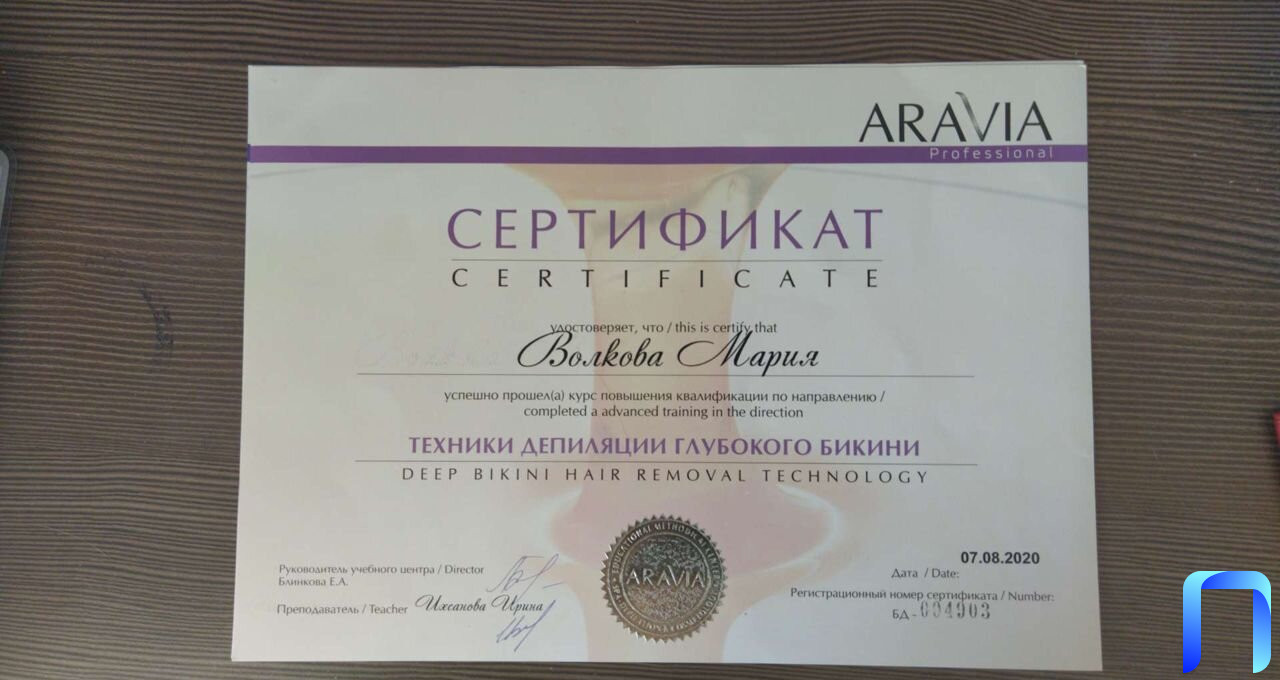 ARAVIA
Professional
СЕРТИФИКАТ
CERTIFICATE
удостоверяет, что / this is certify that
Волкова Мария
успешно прошел(а) курс повышения квалификации по направлению /
completed a advanced training in the direction
ТЕХНИКИ ДЕПИЛЯЦИИ ГЛУБОКОГО БИКИНИ
DEEP BIKINI HAIR REMOVAL TECHNOLOGY
Руководитель учебного центра / Director
Блинкова Е.А.
Преподаватель / Teacher Ихсанова Ирина
ARAVIA
07.08.2020
Дата / Date:
Регистрационный номер сертификата / Number:
БД - 004903